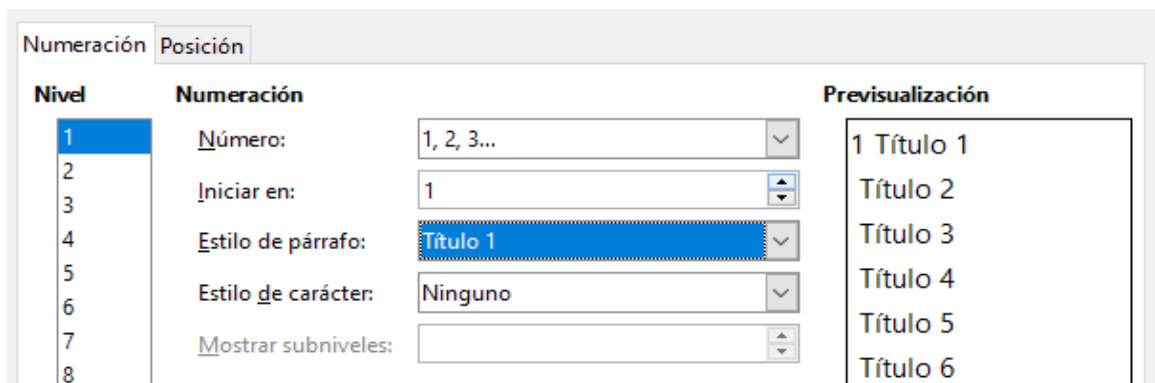 Numeración Posición
Nivel Numeración Previsualización
1 Número: 1, 2, 3... 1 Título 1
2 Título 2
3 Iniciar en: 1
4 Estilo de párrafo: Título 1 Título 3
5 Título 4
6 Estilo de carácter: Ninguno
7 Mostrar subniveles: Título 5
8 Título 6